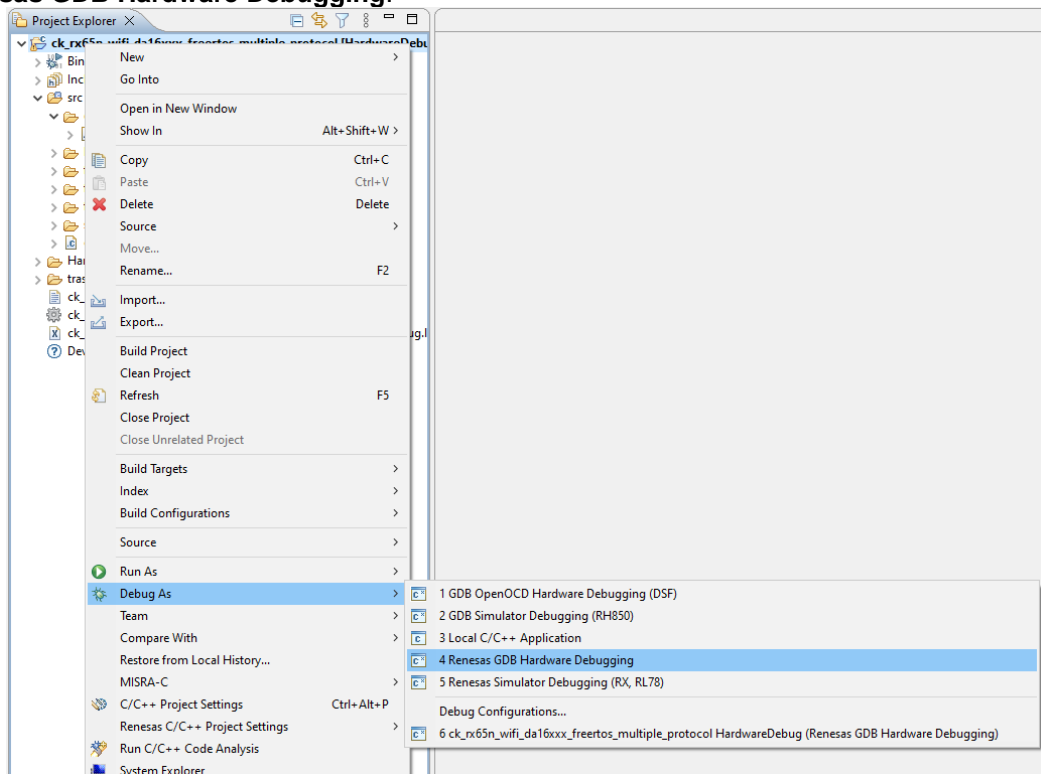 sas GDB Hardware Debugging.
Project Explorer
ck_rx65n_wifi_da16xxx_freertos_multiple_protocol [HardwareDebu
Bin
Inc
src
Har
tras
ck_
ck_
ck_ ug.l
Dev
New
Go Into
Open in New Window
Show In Alt+Shift+W >
Copy Ctrl+C
Paste Ctrl+V
Delete Delete
Source
Move...
Rename... F2
Import...
Export...
Build Project
Clean Project
Refresh F5
Close Project
Close Unrelated Project
Build Targets
Index
Build Configurations
Source
Run As
Debug As
Team
Compare With
Restore from Local History...
MISRA-C
C/C++ Project Settings Ctrl+Alt+P
Renesas C/C++ Project Settings
Run C/C++ Code Analysis
System Explorer
1 GDB OpenOCD Hardware Debugging (DSF)
2 GDB Simulator Debugging (RH850)
3 Local C/C++ Application
4 Renesas GDB Hardware Debugging
5 Renesas Simulator Debugging (RX, RL78)
Debug Configurations...
6 ck_rx65n_wifi_da16xxx_freertos_multiple_protocol HardwareDebug (Renesas GDB Hardware Debugging)